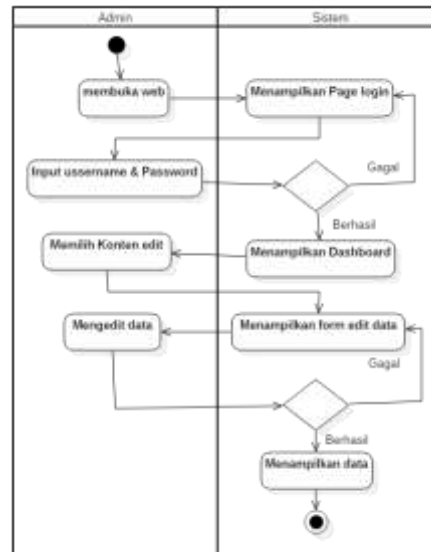 Admin
Sistem
membuka web
Menampilkan Page login
Input ussername & Password
Gagal
Berhasil
Memilih Konten edit
Menampilkan Dashboard
Mengedit data
Menampilkan form edit data
Gagal
Berhasil
Menampilkan data